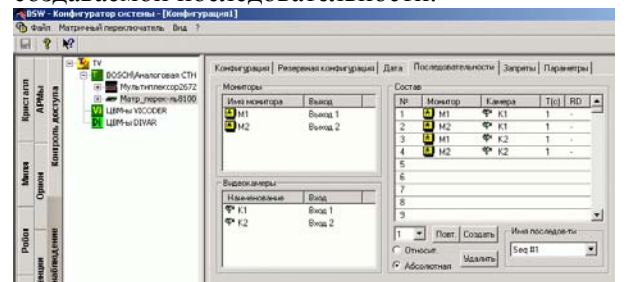 создаваемой последовательности.
BSW - Конфигуратор системы - [Конфигурация1]
Файл Матричный переключатель Вид ?
TV
BOSCH\Аналоговая СТН
Мультиплексор2672
Матр_перек-ль8100
ЦВМ-ы VICODER
ЦВМ-ы DIVAR
Кристалл
АРМы
Контроль доступа
Милл
Орион
Рободоп
наблюдение
Конфигурация Резервная конфигурация Дата Последовательности Запреты Параметры
Мониторы
Имя монитора Выход
M1 Выход 1
M2 Выход 2
Видеокамеры
Наименование Вход
K1 Вход 1
K2 Вход 2
Состав
№ Монитор Камера T(c) RD
1 M1 K1 1 -
2 M2 K1 1 -
3 M1 K2 1 -
4 M2 K2 1 -
5
6
7
8
9
1 Повт. Создать
Имя последов-ти
Относит.
Абсолютная
Удалить
Seq #1